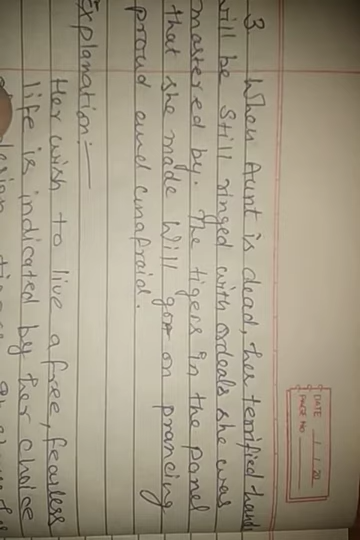 DATE / / 20
PAGE NO
3. When Aunt is dead, her terrified hand
will be still ringed with ordeals she was
mastered by. The tigers in the panel
that she made will go on prancing
proud and unafraid.
Explanation:-
Her wish to live a free, fearless
life is indicated by her choice